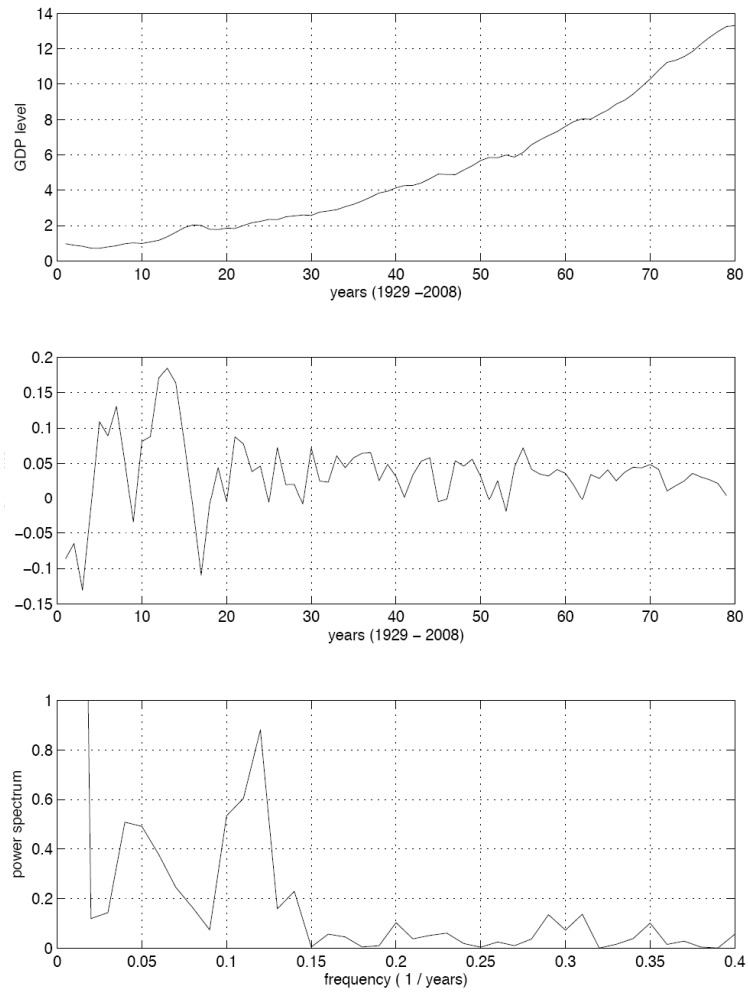 14
12
10
8
6
4
2
0
GDP level
0 10 20 30 40 50 60 70 80
years (1929 −2008)
0.2
0.15
0.1
0.05
0
−0.05
−0.1
−0.15
0 10 20 30 40 50 60 70 80
years (1929 − 2008)
1
0.8
0.6
0.4
0.2
0
power spectrum
0 0.05 0.1 0.15 0.2 0.25 0.3 0.35 0.4
frequency ( 1 / years)